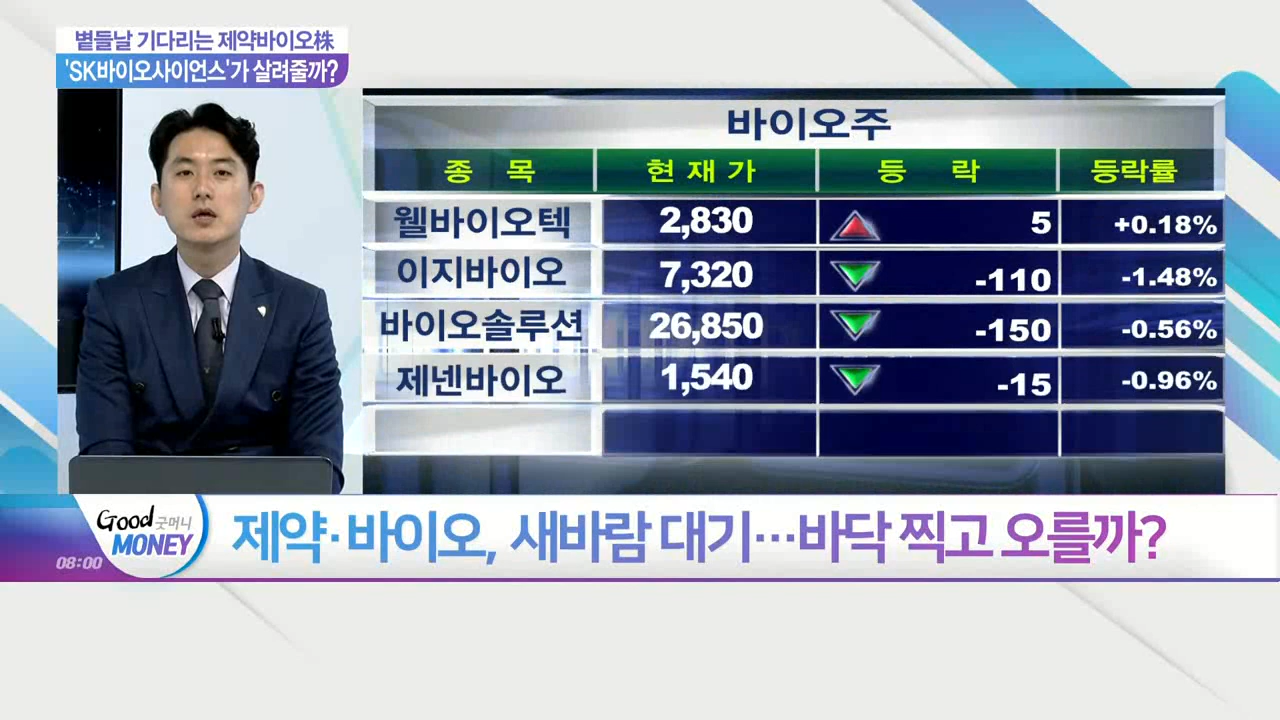 볕들날 기다리는 제약바이오株
'SK바이오사이언스'가 살려줄까?
바이오주
종 목 현 재 가 등 락 등락률
웰바이오텍 2,830 5 +0.18%
이지바이오 7,320 -110 -1.48%
바이오솔루션 26,850 -150 -0.56%
제넨바이오 1,540 -15 -0.96%
Good 굿머니
MONEY
08:00
제약·바이오, 새바람 대기…바닥 찍고 오를까?